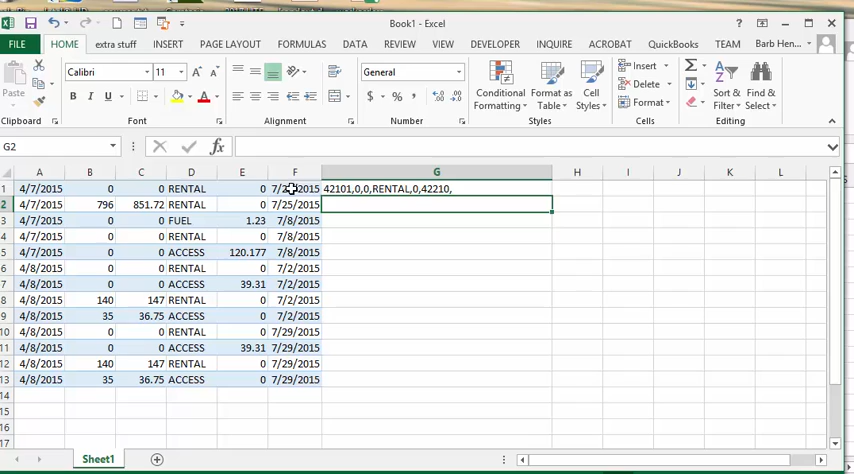 Book1 - Excel
FILE HOME extra stuff INSERT PAGE LAYOUT FORMULAS DATA REVIEW VIEW DEVELOPER INQUIRE ACROBAT QuickBooks TEAM Barb Hen...
Calibri 11 A A General Σ
Paste B I U A $ % , Conditional Formatting Format as Table Cell Styles Insert Delete Format Sort & Filter Find & Select
Clipboard Font Alignment Number Styles Cells Editing
G2 fx
A B C D E F G H I J K L
1 4/7/2015 0 0 RENTAL 0 42101,0,0,RENTAL,0,42210,
2 4/7/2015 796 851.72 RENTAL 0 7/25/2015
3 4/7/2015 0 0 FUEL 1.23 7/8/2015
4 4/7/2015 0 0 RENTAL 0 7/8/2015
5 4/7/2015 0 0 ACCESS 120.177 7/8/2015
6 4/8/2015 0 0 RENTAL 0 7/2/2015
7 4/8/2015 0 0 ACCESS 39.31 7/2/2015
8 4/8/2015 140 147 RENTAL 0 7/2/2015
9 4/8/2015 35 36.75 ACCESS 0 7/2/2015
10 4/8/2015 0 0 RENTAL 0 7/29/2015
11 4/8/2015 0 0 ACCESS 39.31 7/29/2015
12 4/8/2015 140 147 RENTAL 0 7/29/2015
13 4/8/2015 35 36.75 ACCESS 0 7/29/2015
14
15
16
17
Sheet1